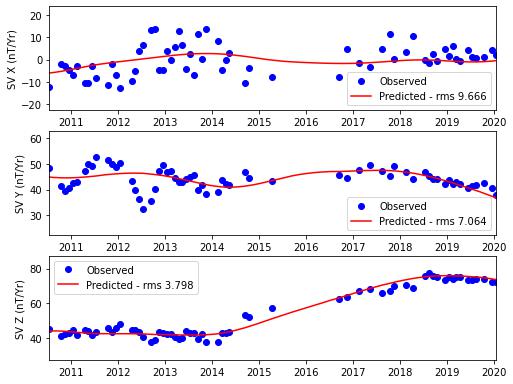 SV X (nT/Yr)
20
10
0
−10
−20
Observed
Predicted - rms 9.666
2011 2012 2013 2014 2015 2016 2017 2018 2019 2020
SV Y (nT/Yr)
60
50
40
30
Observed
Predicted - rms 7.064
2011 2012 2013 2014 2015 2016 2017 2018 2019 2020
SV Z (nT/Yr)
80
60
40
Observed
Predicted - rms 3.798
2011 2012 2013 2014 2015 2016 2017 2018 2019 2020